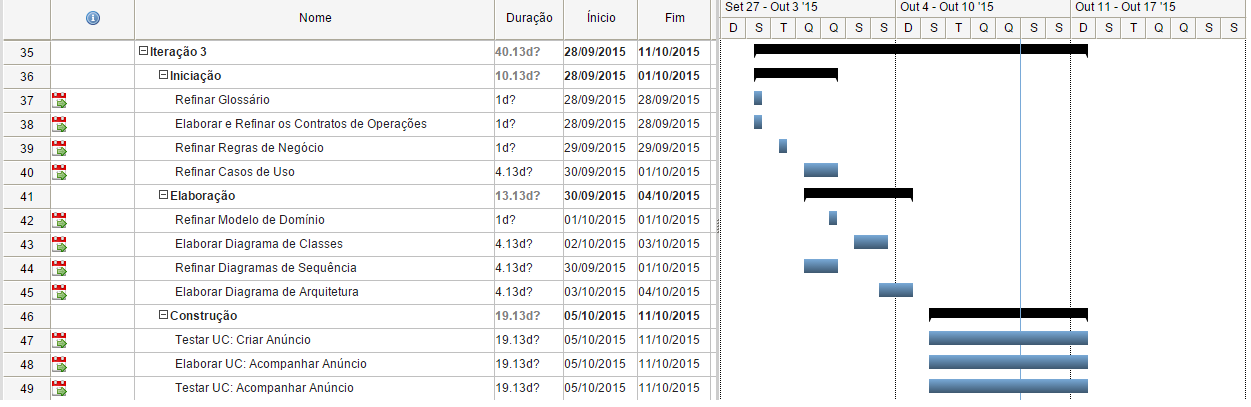 Nome Duração Ínicio Fim Set 27 - Out 3 '15 Out 4 - Out 10 '15 Out 11 - Out 17 '15
D S T Q Q S S D S T Q Q S S D S T Q Q S S
35 Iteração 3 40.13d? 28/09/2015 11/10/2015
36 Iniciação 10.13d? 28/09/2015 01/10/2015
37 Refinar Glossário 1d? 28/09/2015 28/09/2015
38 Elaborar e Refinar os Contratos de Operações 1d? 28/09/2015 28/09/2015
39 Refinar Regras de Negócio 1d? 29/09/2015 29/09/2015
40 Refinar Casos de Uso 4.13d? 30/09/2015 01/10/2015
41 Elaboração 13.13d? 30/09/2015 04/10/2015
42 Refinar Modelo de Domínio 1d? 01/10/2015 01/10/2015
43 Elaborar Diagrama de Classes 4.13d? 02/10/2015 03/10/2015
44 Refinar Diagramas de Sequência 4.13d? 30/09/2015 01/10/2015
45 Elaborar Diagrama de Arquitetura 4.13d? 03/10/2015 04/10/2015
46 Construção 19.13d? 05/10/2015 11/10/2015
47 Testar UC: Criar Anúncio 19.13d? 05/10/2015 11/10/2015
48 Elaborar UC: Acompanhar Anúncio 19.13d? 05/10/2015 11/10/2015
49 Testar UC: Acompanhar Anúncio 19.13d? 05/10/2015 11/10/2015